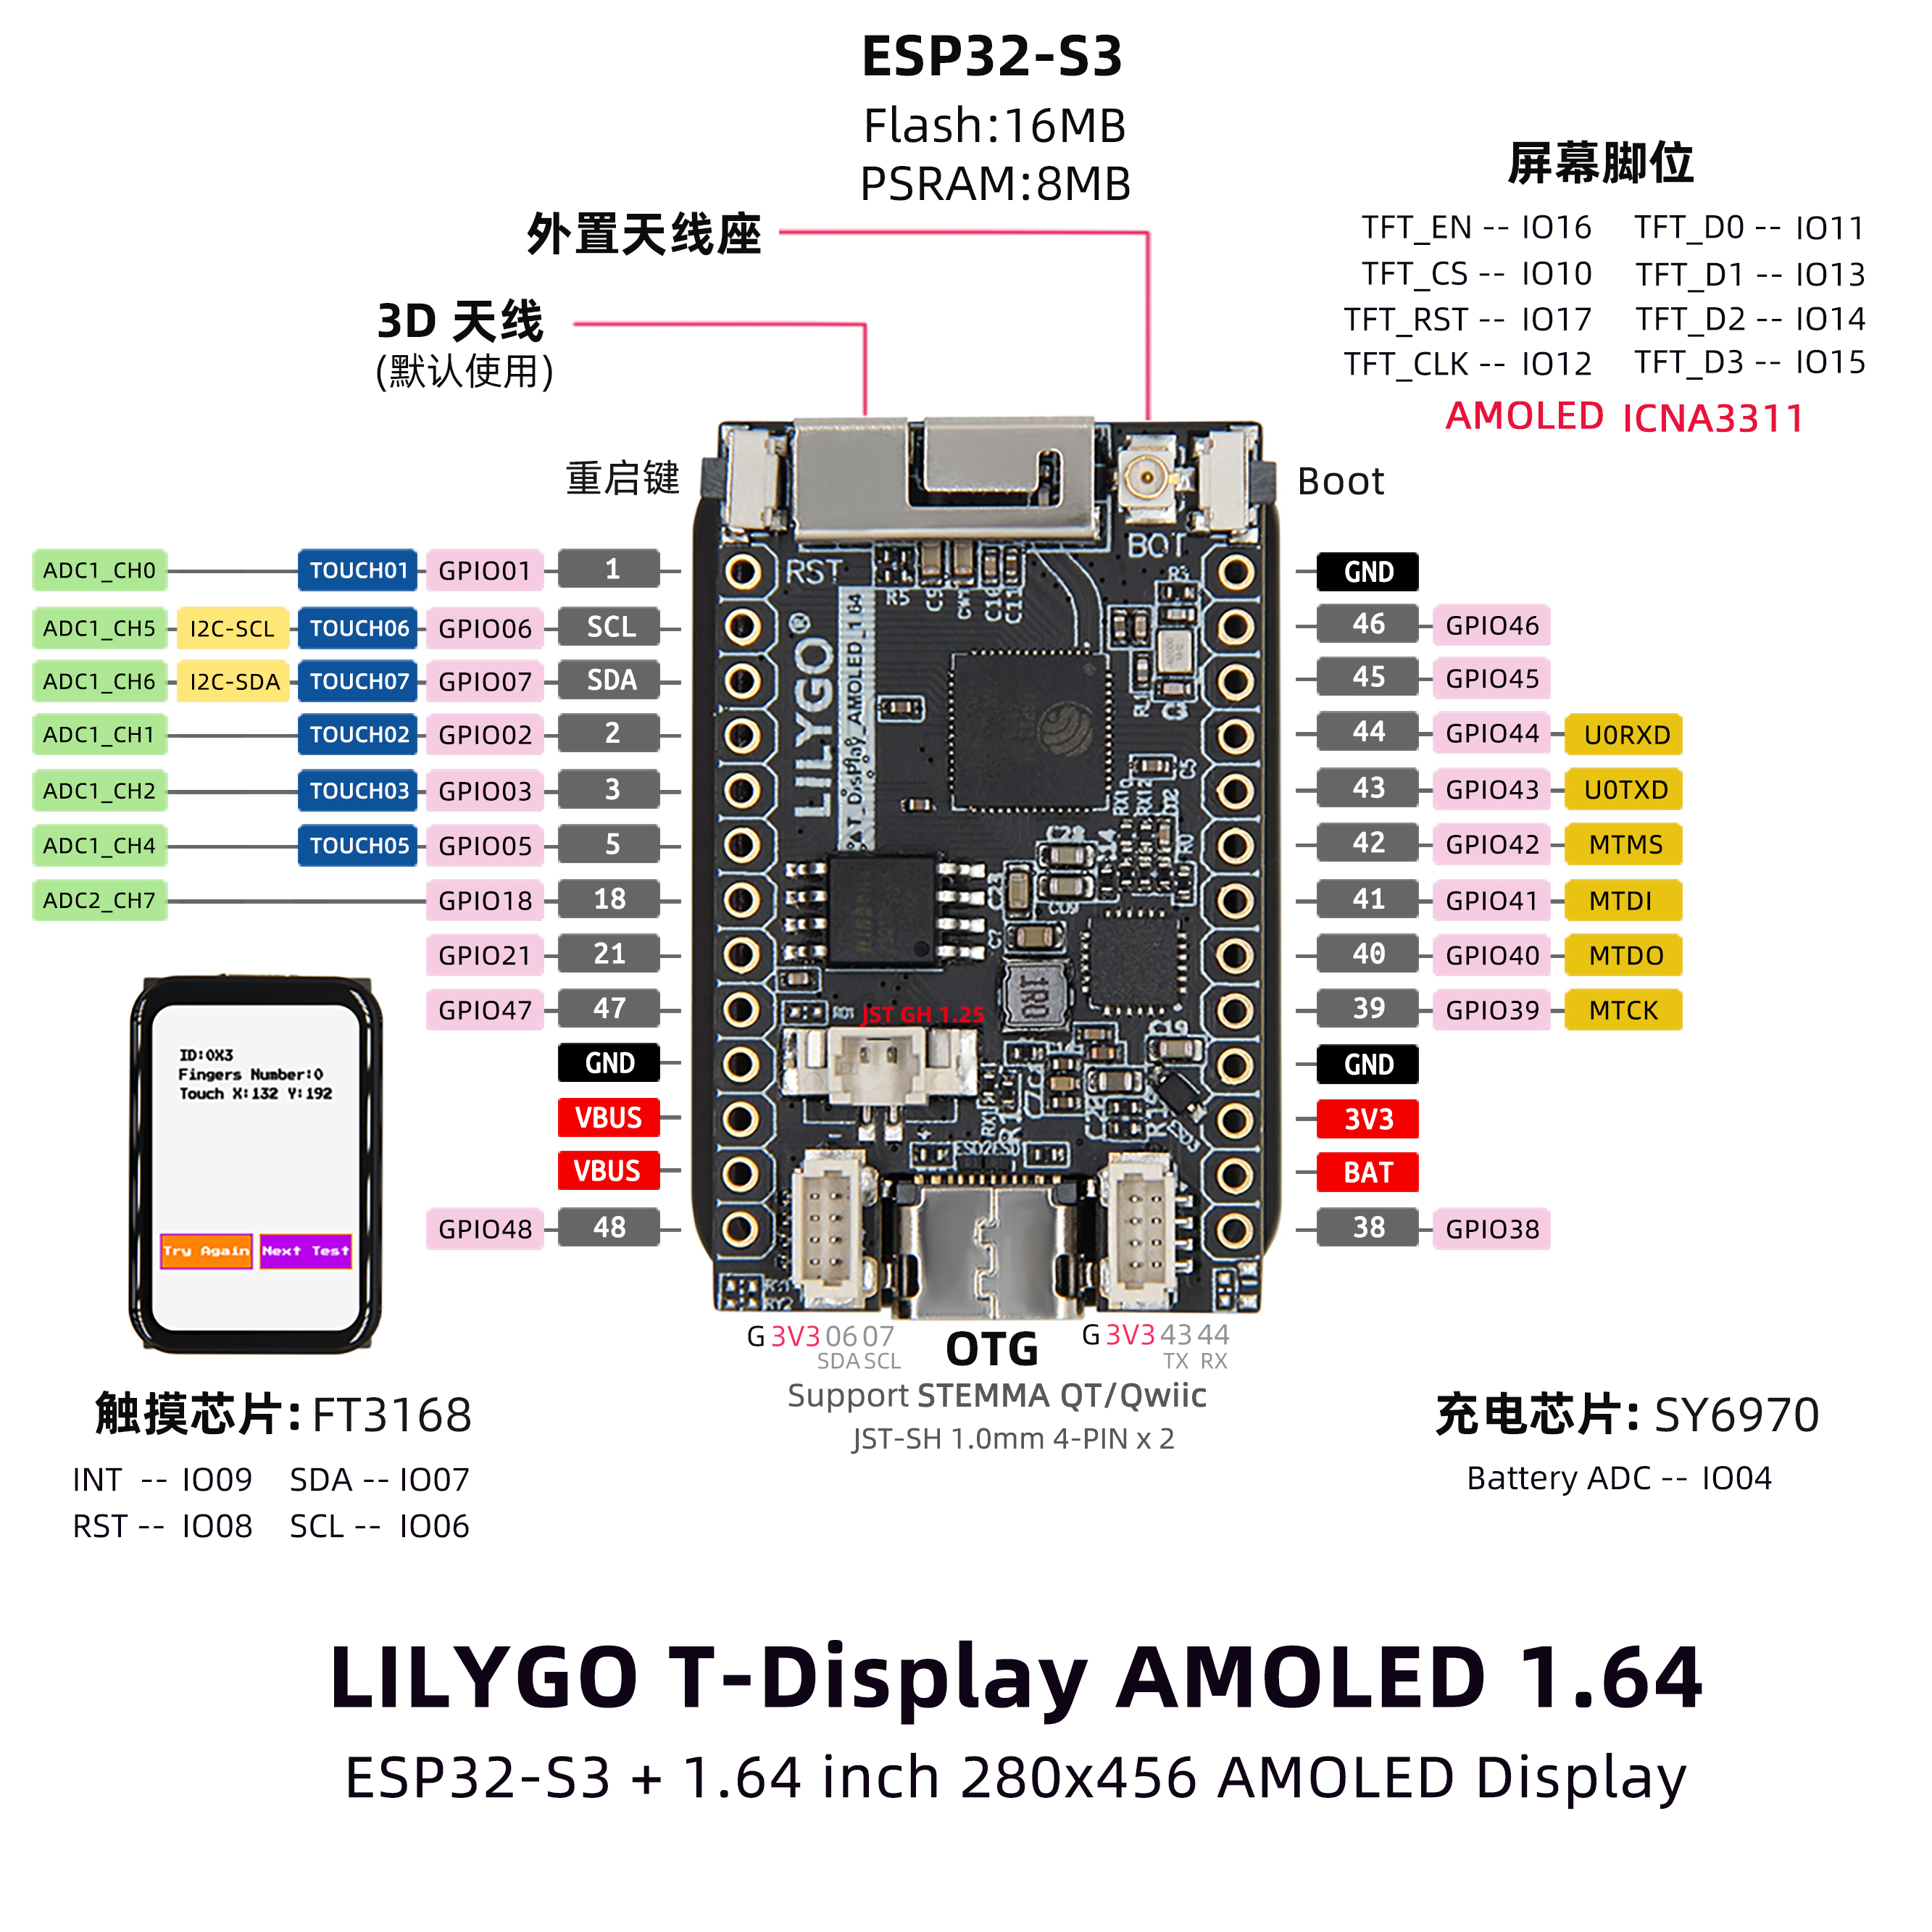 ESP32-S3
Flash:16MB
PSRAM:8MB
屏幕脚位
TFT_EN -- IO16 TFT_D0 -- IO11
TFT_CS -- IO10 TFT_D1 -- IO13
TFT_RST -- IO17 TFT_D2 -- IO14
TFT_CLK -- IO12 TFT_D3 -- IO15
AMOLED ICNA3311
外置天线座
3D 天线
(默认使用)
重启键
Boot
ADC1_CH0 TOUCH01 GPIO01 1
ADC1_CH5 I2C-SCL TOUCH06 GPIO06 SCL
ADC1_CH6 I2C-SDA TOUCH07 GPIO07 SDA
ADC1_CH1 TOUCH02 GPIO02 2
ADC1_CH2 TOUCH03 GPIO03 3
ADC1_CH4 TOUCH05 GPIO05 5
ADC2_CH7 GPIO18 18
GPIO21 21
GPIO47 47
GND
VBUS
VBUS
GPIO48 48
RST
BOT
LILYGO®
T_Display_AMOLED_1.64
R5
C5
1R0
JST GH 1.25
C19
GND
46 GPIO46
45 GPIO45
44 GPIO44 U0RXD
43 GPIO43 U0TXD
42 GPIO42 MTMS
41 GPIO41 MTDI
40 GPIO40 MTDO
39 GPIO39 MTCK
GND
3V3
BAT
38 GPIO38
ID:0X3
Fingers Number:0
Touch X:132 Y:192
Try Again Next Test
G 3V3 06 07
SDA SCL
OTG
G 3V3 43 44
TX RX
Support STEMMA QT/Qwiic
JST-SH 1.0mm 4-PIN x 2
触摸芯片: FT3168
INT -- IO09 SDA -- IO07
RST -- IO08 SCL -- IO06
充电芯片: SY6970
Battery ADC -- IO04
LILYGO T-Display AMOLED 1.64
ESP32-S3 + 1.64 inch 280x456 AMOLED Display